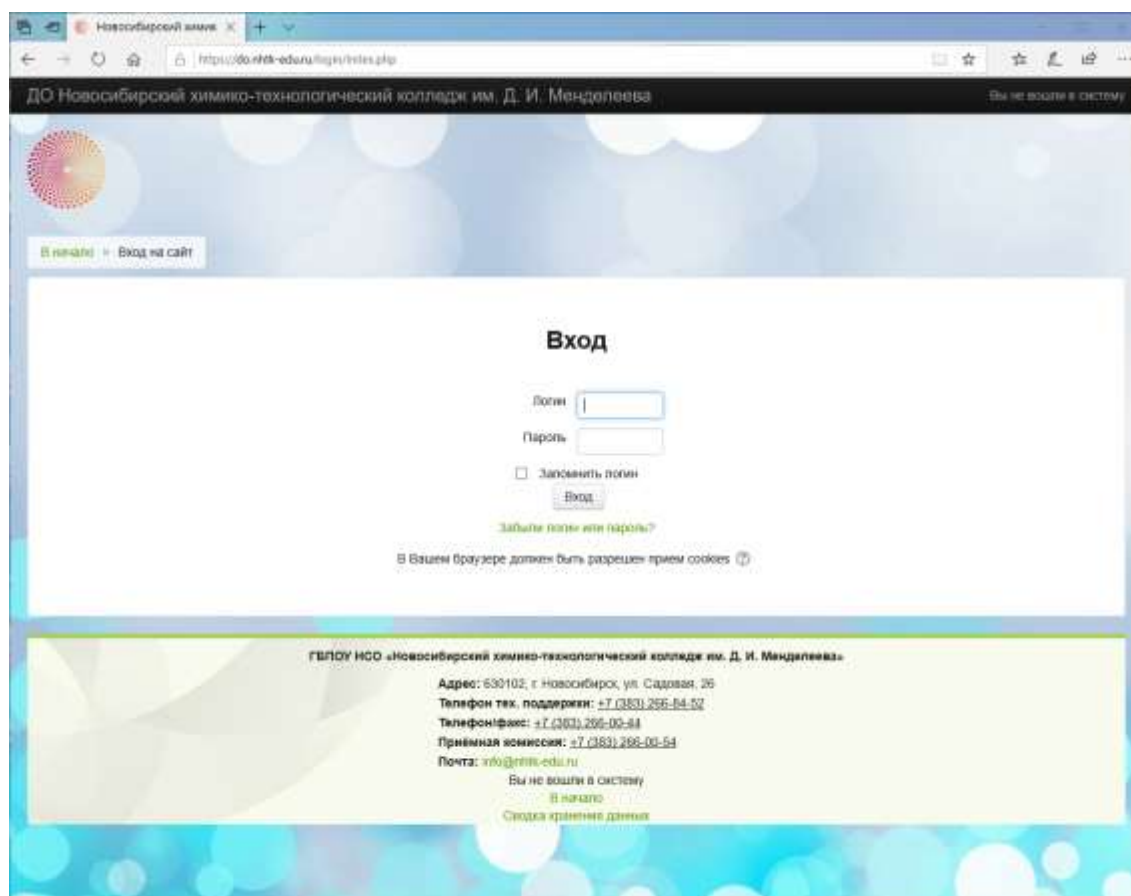 Новосибирский химик
https://do.nhtk-edu.ru/login/index.php
ДО Новосибирский химико-технологический колледж им. Д. И. Менделеева
Вы не вошли в систему
В начало » Вход на сайт
Вход
Логин
Пароль
Запомнить логин
Вход
Забыли логин или пароль?
В Вашем браузере должен быть разрешен прием cookies
ГБПОУ НСО «Новосибирский химико-технологический колледж им. Д. И. Менделеева»
Адрес: 630102, г. Новосибирск, ул. Садовая, 26
Телефон тех. поддержки: +7 (383) 266-84-52
Телефон/факс: +7 (383) 266-00-44
Приёмная комиссия: +7 (383) 266-00-54
Почта: info@nhtk-edu.ru
Вы не вошли в систему
В начало
Сводка хранения данных